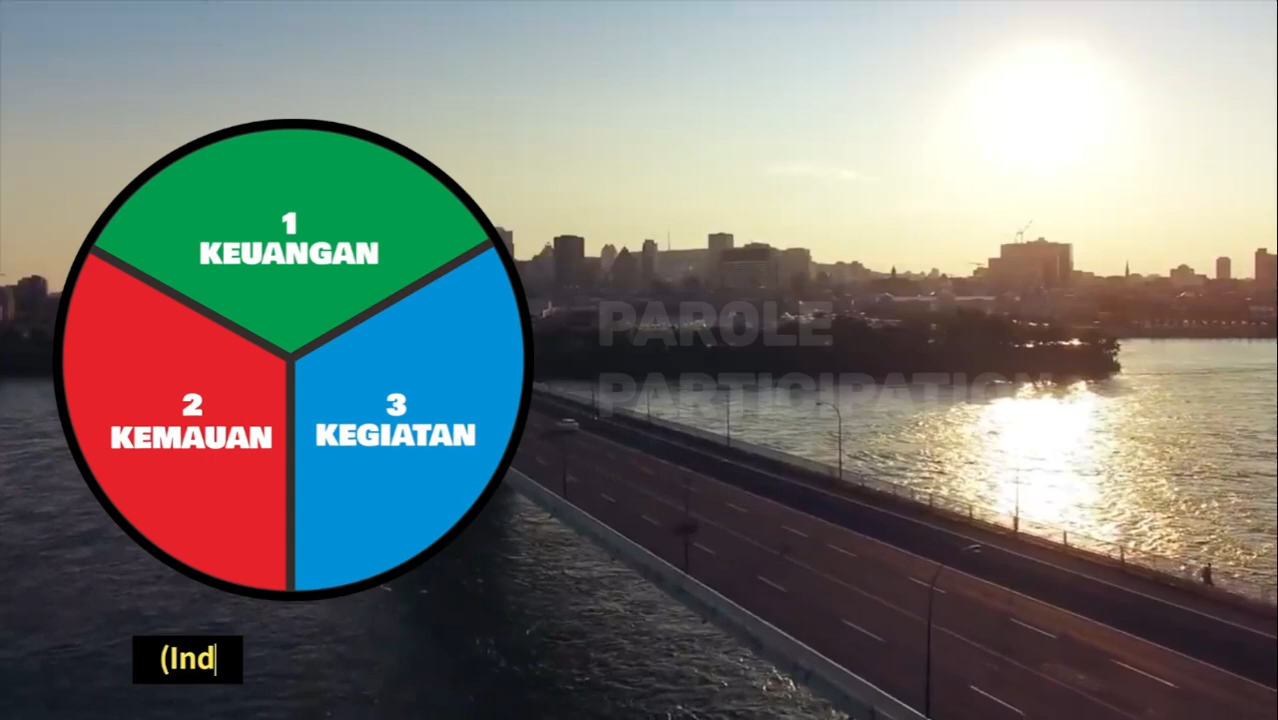 1
KEUANGAN
2
KEMAUAN
3
KEGIATAN
PAROLE
PARTICIPATION
(Ind